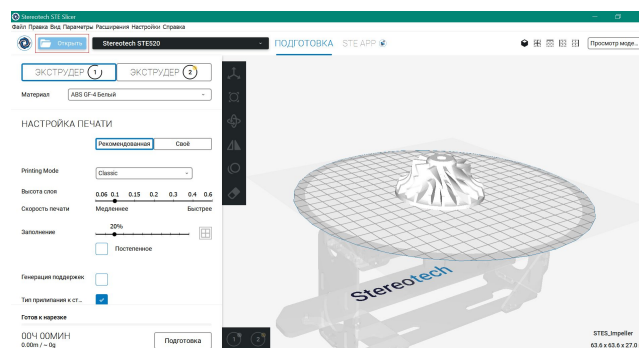 Stereotech STE Slicer
Файл Правка Вид Параметры Расширения Настройки Справка
Открыть
Stereotech STE520
ПОДГОТОВКА
STE APP
Просмотр моде...
ЭКСТРУДЕР 1
ЭКСТРУДЕР 2
Материал
ABS GF-4 Белый
НАСТРОЙКА ПЕЧАТИ
Рекомендованная
Своё
Printing Mode
Classic
Высота слоя
0.06 0.1 0.15 0.2 0.3 0.4 0.6
Скорость печати
Медленнее
Быстрее
Заполнение
20%
Постепенное
Генерация поддержек
Тип прилипания к ст...
Готов к нарезке
00Ч 00МИН
0.00m / ~ 0g
Подготовка
1 2
Stereotech
STES_Impeller
63.6 x 63.6 x 27.0